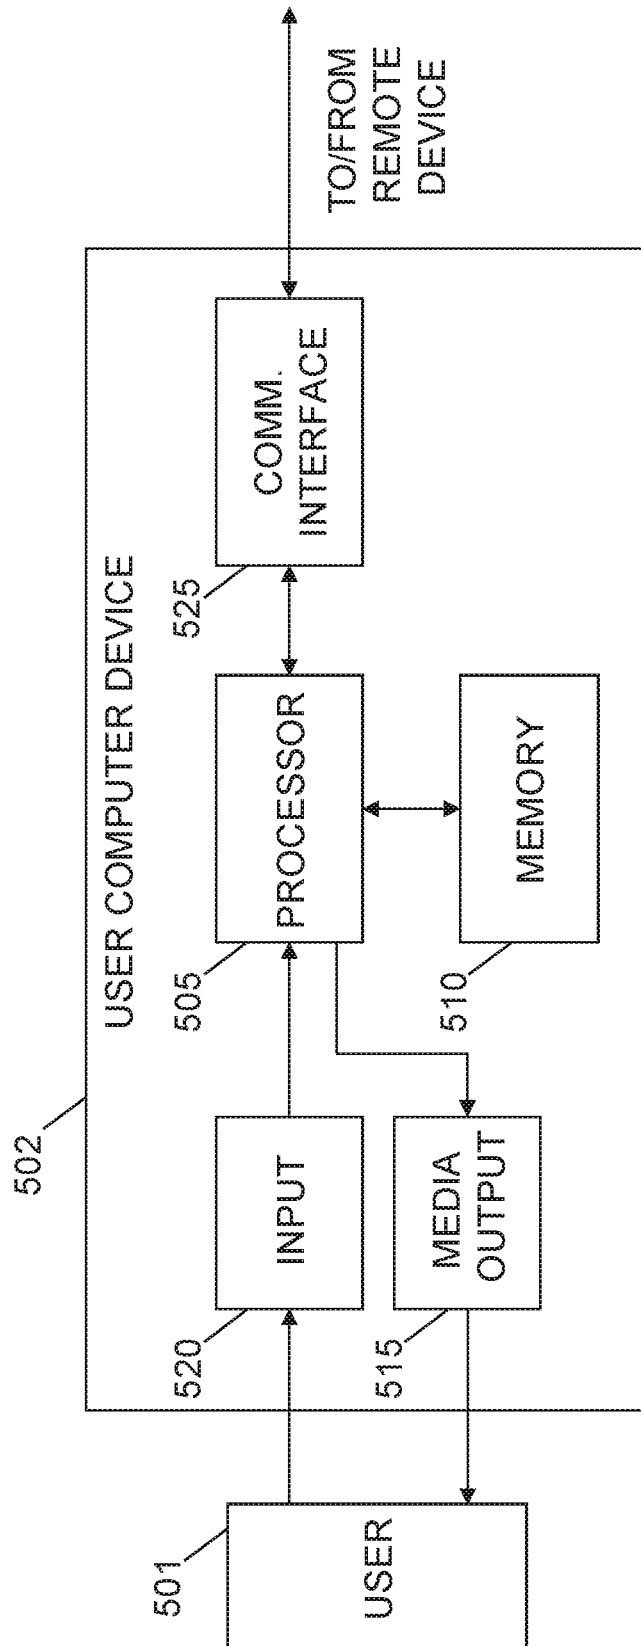 502
USER COMPUTER DEVICE
501
USER
520
INPUT
505
PROCESSOR
525
COMM.
INTERFACE
TO/FROM
REMOTE
DEVICE
515
MEDIA
OUTPUT
510
MEMORY